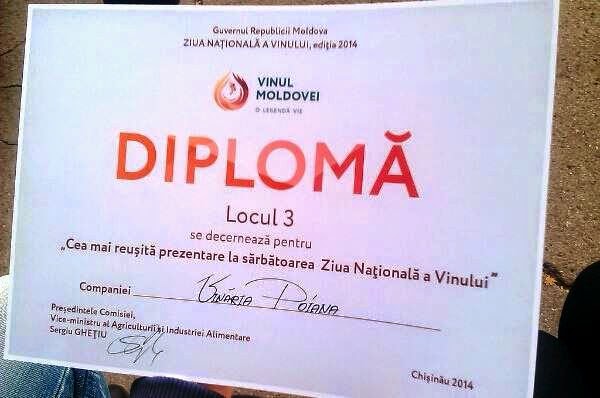 Guvernul Republicii Moldova
ZIUA NAȚIONALĂ A VINULUI, ediția 2014
VINUL
MOLDOVEI
O LEGENDĂ VIE
DIPLOMĂ
Locul 3
se decernează pentru
„Cea mai reușită prezentare la sărbătoarea Ziua Națională a Vinului”
Companiei Vinăria Poiana
Președintele Comisiei,
Vice-ministru al Agriculturii și Industriei Alimentare
Sergiu GHEȚIU
Chișinău 2014